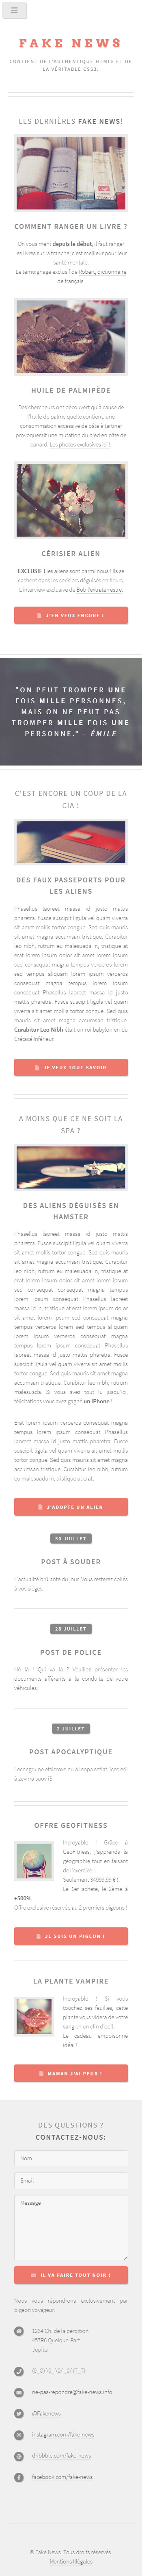 FAKE NEWS
CONTIENT DE L'AUTHENTIQUE HTML5 ET DE
LA VÉRITABLE CSS3.
LES DERNIÈRES FAKE NEWS!
COMMENT RANGER UN LIVRE ?
On vous ment depuis le début, il faut ranger
les livres sur la tranche, c'est meilleur pour leur
santé mentale.
Le témoignage exclusif de Robert, dictionnaire
de français.
HUILE DE PALMIPÈDE
Des chercheurs ont découvert qu'à cause de
l'huile de palme quelle contient, une
consommation excessive de pâte à tartiner
provoquerait une mutation du pied en pâte de
canard. Les photos exclusives ici !
CÉRISIER ALIEN
EXCLUSIF ! les aliens sont parmi nous ! Ils se
cachent dans les cerisiers déguisés en fleurs.
L'interview exclusive de Bob l'extraterrestre.
J'EN VEUX ENCORE !
"ON PEUT TROMPER UNE
FOIS MILLE PERSONNES,
MAIS ON NE PEUT PAS
TROMPER MILLE FOIS UNE
PERSONNE." - ÉMILE
C'EST ENCORE UN COUP DE LA
CIA !
DES FAUX PASSEPORTS POUR
LES ALIENS
Phasellus laoreet massa id justo mattis
pharetra. Fusce suscipit ligula vel quam viverra
sit amet mollis tortor congue. Sed quis mauris
sit amet magna accumsan tristique. Curabitur
leo nibh, rutrum eu malesuada in, tristique at
erat lorem ipsum dolor sit amet lorem ipsum
sed consequat magna tempus veroeros lorem
sed tempus aliquam lorem ipsum veroeros
consequat magna tempus lorem ipsum
consequat Phasellus laoreet massa id justo
mattis pharetra. Fusce suscipit ligula vel quam
viverra sit amet mollis tortor congue. Sed quis
mauris sit amet magna accumsan tristique.
Curabitur Leo Nibh était un roi babylonien du
Crétacé Inférieur.
JE VEUX TOUT SAVOIR
A MOINS QUE CE NE SOIT LA
SPA ?
DES ALIENS DÉGUISÉS EN
HAMSTER
Phasellus laoreet massa id justo mattis
pharetra. Fusce suscipit ligula vel quam viverra
sit amet mollis tortor congue. Sed quis mauris
sit amet magna accumsan tristique. Curabitur
leo nibh, rutrum eu malesuada in, tristique at
erat lorem ipsum dolor sit amet lorem ipsum
sed consequat consequat magna tempus
lorem ipsum consequat Phasellus laoreet
massa id in, tristique at erat lorem ipsum dolor
sit amet lorem ipsum sed consequat magna
tempus veroeros lorem sed tempus aliquam
lorem ipsum veroeros consequat magna
tempus lorem ipsum consequat Phasellus
laoreet massa id justo mattis pharetra. Fusce
suscipit ligula vel quam viverra sit amet mollis
tortor congue. Sed quis mauris sit amet magna
accumsan tristique. Curabitur leo nibh, rutrum
malesuada. Si vous avez tout lu jusqu'ici,
félicitations vous avez gagné un IPhone !
Erat lorem ipsum veroeros consequat magna
tempus lorem ipsum consequat Phasellus
laoreet massa id justo mattis pharetra. Fusce
suscipit ligula vel quam viverra sit amet mollis
tortor congue. Sed quis mauris sit amet magna
accumsan tristique. Curabitur leo nibh, rutrum
eu malesuada in, tristique at erat.
J'ADOPTE UN ALIEN
30 JUILLET
POST À SOUDER
L'actualité brûlante du jour. Vous resterez collés
à vos sièges.
28 JUILLET
POST DE POLICE
Hé là ! Qui va là ? Veuillez présenter les
documents afférents à la conduite de votre
véhicules.
2 JUILLET
POST APOCALYPTIQUE
OFFRE GEOFITNESS
Incroyable ! Grâce à
GeoFitness, j'apprends la
géographie tout en faisant
de l'exercice !
Seulement 34999,99 € !
Le 1er acheté, le 2ème à
+500%
Offre exclusive réservée au 2 premiers pigeons !
JE SUIS UN PIGEON !
LA PLANTE VAMPIRE
Incroyable ! Si vous
touchez ses feuilles, cette
plante vous videra de votre
sang en un clin d'oeil.
Le cadeau empoisonné
idéal !
MAMAN J'AI PEUR !
DES QUESTIONS ?
CONTACTEZ-NOUS:
Nom
Email
Message
IL VA FAIRE TOUT NOIR !
Nous vous répondrons exclusivement par
pigeon voyageur.
1234 Ch. de la perdition
45786 Quelque-Part
Jupiter
ne-pas-repondre@fake-news.info
@Fakenews
instagram.com/fake-news
dribbble.com/fake-news
facebook.com/fake-news
© Fake News. Tous droits réservés.
Mentions Illégales